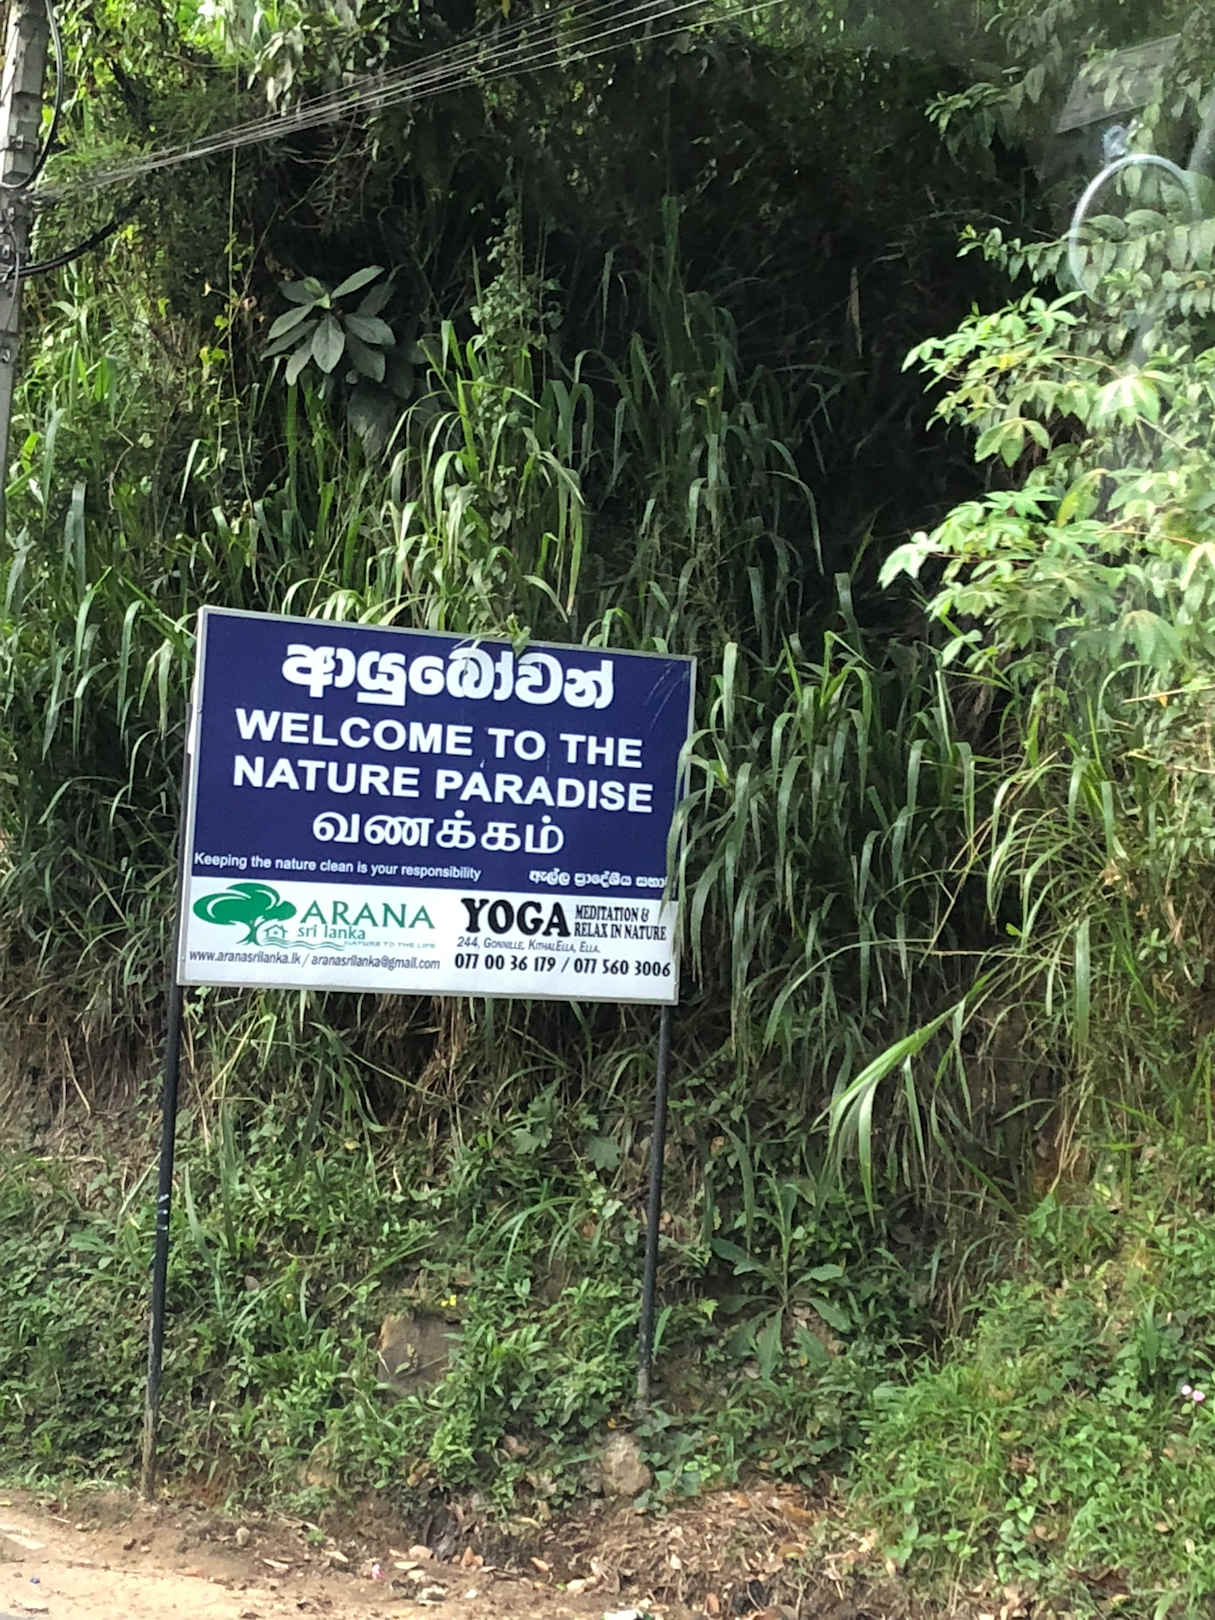 ආයුබෝවන්
WELCOME TO THE
NATURE PARADISE
வணக்கம்
Keeping the nature clean is your responsibility
ඇල්ල ප්‍රාදේශීය
ARANA
sri lanka
NATURE TO THE LIFE
www.aranasrilanka.lk / aranasrilanka@gmail.com
YOGA MEDITATION &
RELAX IN NATURE
244, GONNILLE, KITHALELLA, ELLA.
077 00 36 179 / 077 560 3006